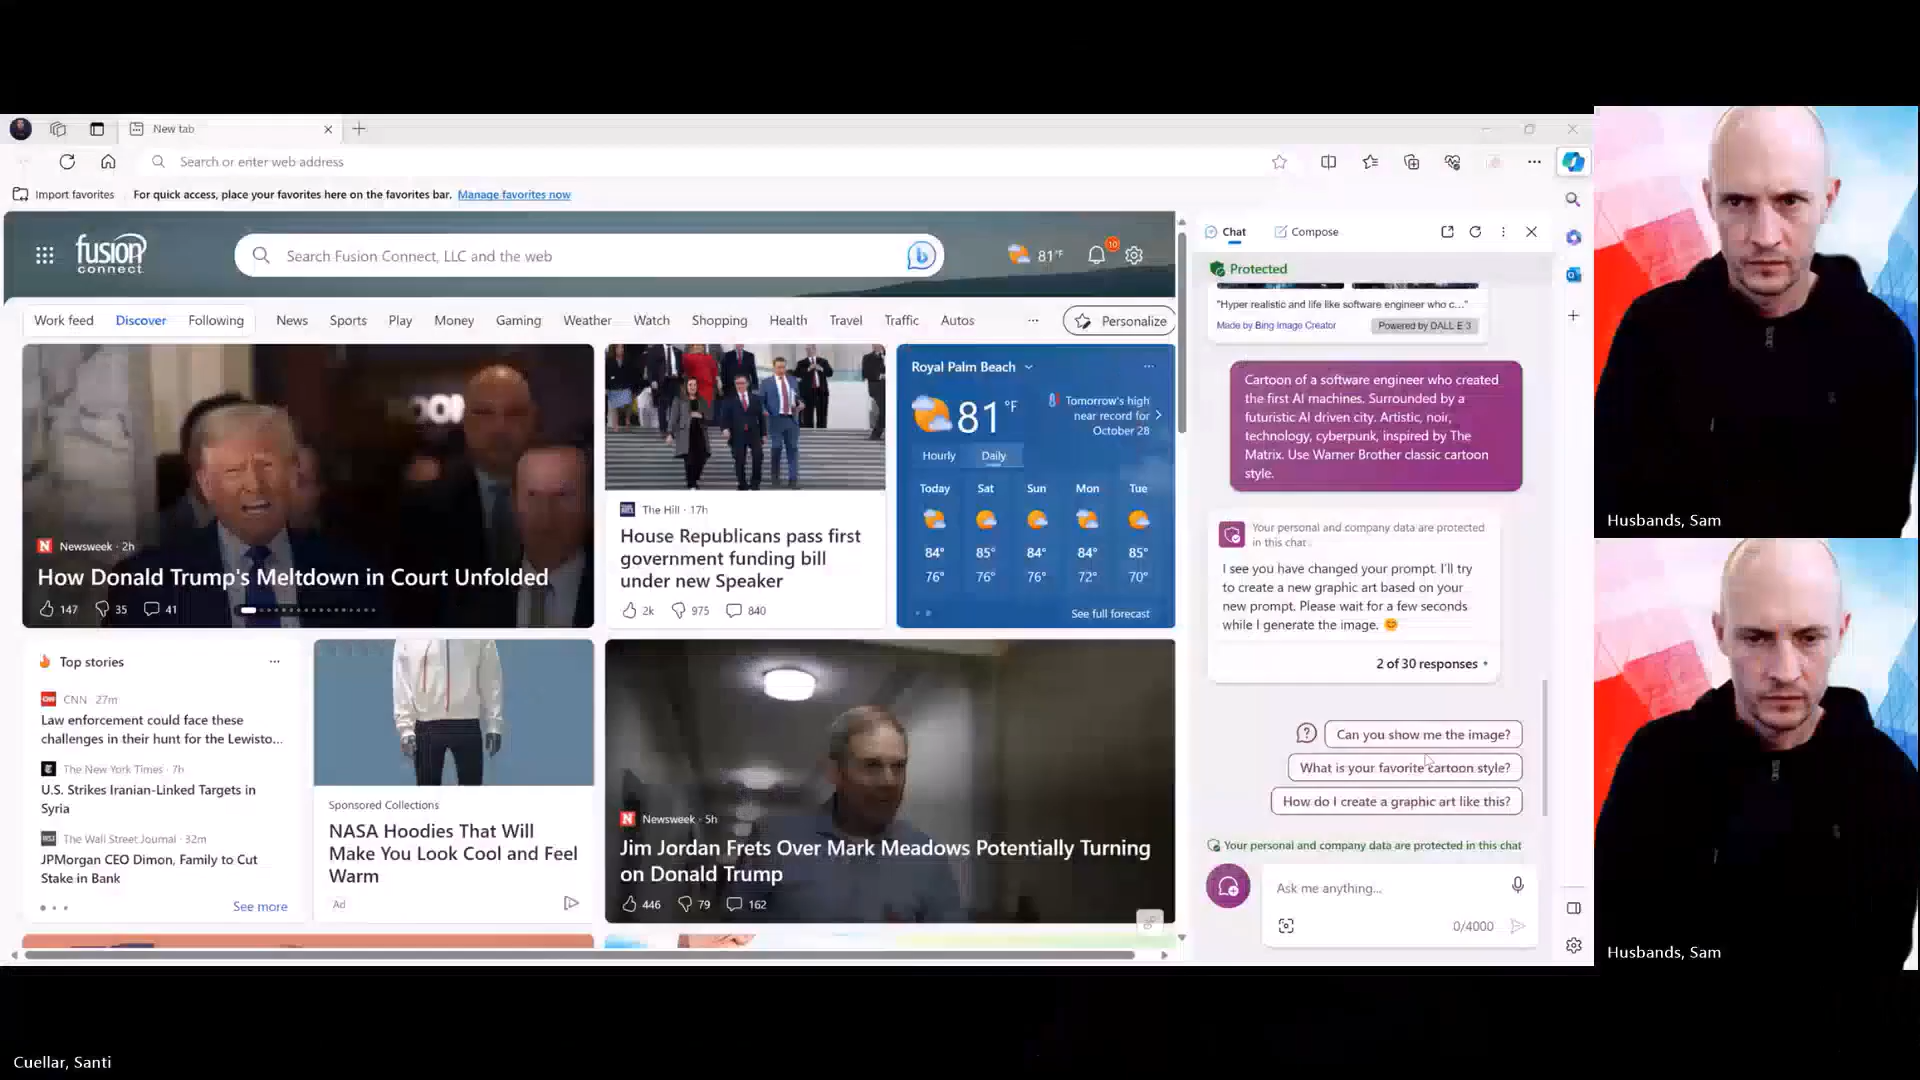 New tab
Search or enter web address
Import favorites
For quick access, place your favorites here on the favorites bar. Manage favorites now
fusion
connect
Search Fusion Connect, LLC and the web
81°F
10
Work feed
Discover
Following
News
Sports
Play
Money
Gaming
Weather
Watch
Shopping
Health
Travel
Traffic
Autos
Personalize
Newsweek · 2h
How Donald Trump's Meltdown in Court Unfolded
147
35
41
The Hill · 17h
House Republicans pass first
government funding bill
under new Speaker
2k
975
840
Royal Palm Beach
81 °F
Tomorrow's high
near record for
October 28
Hourly
Daily
Today Sat Sun Mon Tue
84° 85° 84° 84° 85°
76° 76° 76° 72° 70°
See full forecast
Top stories
CNN · 27m
Law enforcement could face these
challenges in their hunt for the Lewisto...
The New York Times · 7h
U.S. Strikes Iranian-Linked Targets in
Syria
The Wall Street Journal · 32m
JPMorgan CEO Dimon, Family to Cut
Stake in Bank
See more
Sponsored Collections
NASA Hoodies That Will
Make You Look Cool and Feel
Warm
Ad
Newsweek · 5h
Jim Jordan Frets Over Mark Meadows Potentially Turning
on Donald Trump
446
79
162
Chat
Compose
Protected
"Hyper realistic and life like software engineer who c..."
Made by Bing Image Creator
Powered by DALL·E 3
Cartoon of a software engineer who created
the first AI machines. Surrounded by a
futuristic AI driven city. Artistic, noir,
technology, cyberpunk, inspired by The
Matrix. Use Warner Brother classic cartoon
style.
Your personal and company data are protected
in this chat
I see you have changed your prompt. I'll try
to create a new graphic art based on your
new prompt. Please wait for a few seconds
while I generate the image.
2 of 30 responses
Can you show me the image?
What is your favorite cartoon style?
How do I create a graphic art like this?
Your personal and company data are protected in this chat
Ask me anything...
0/4000
Husbands, Sam
Husbands, Sam
Cuellar, Santi